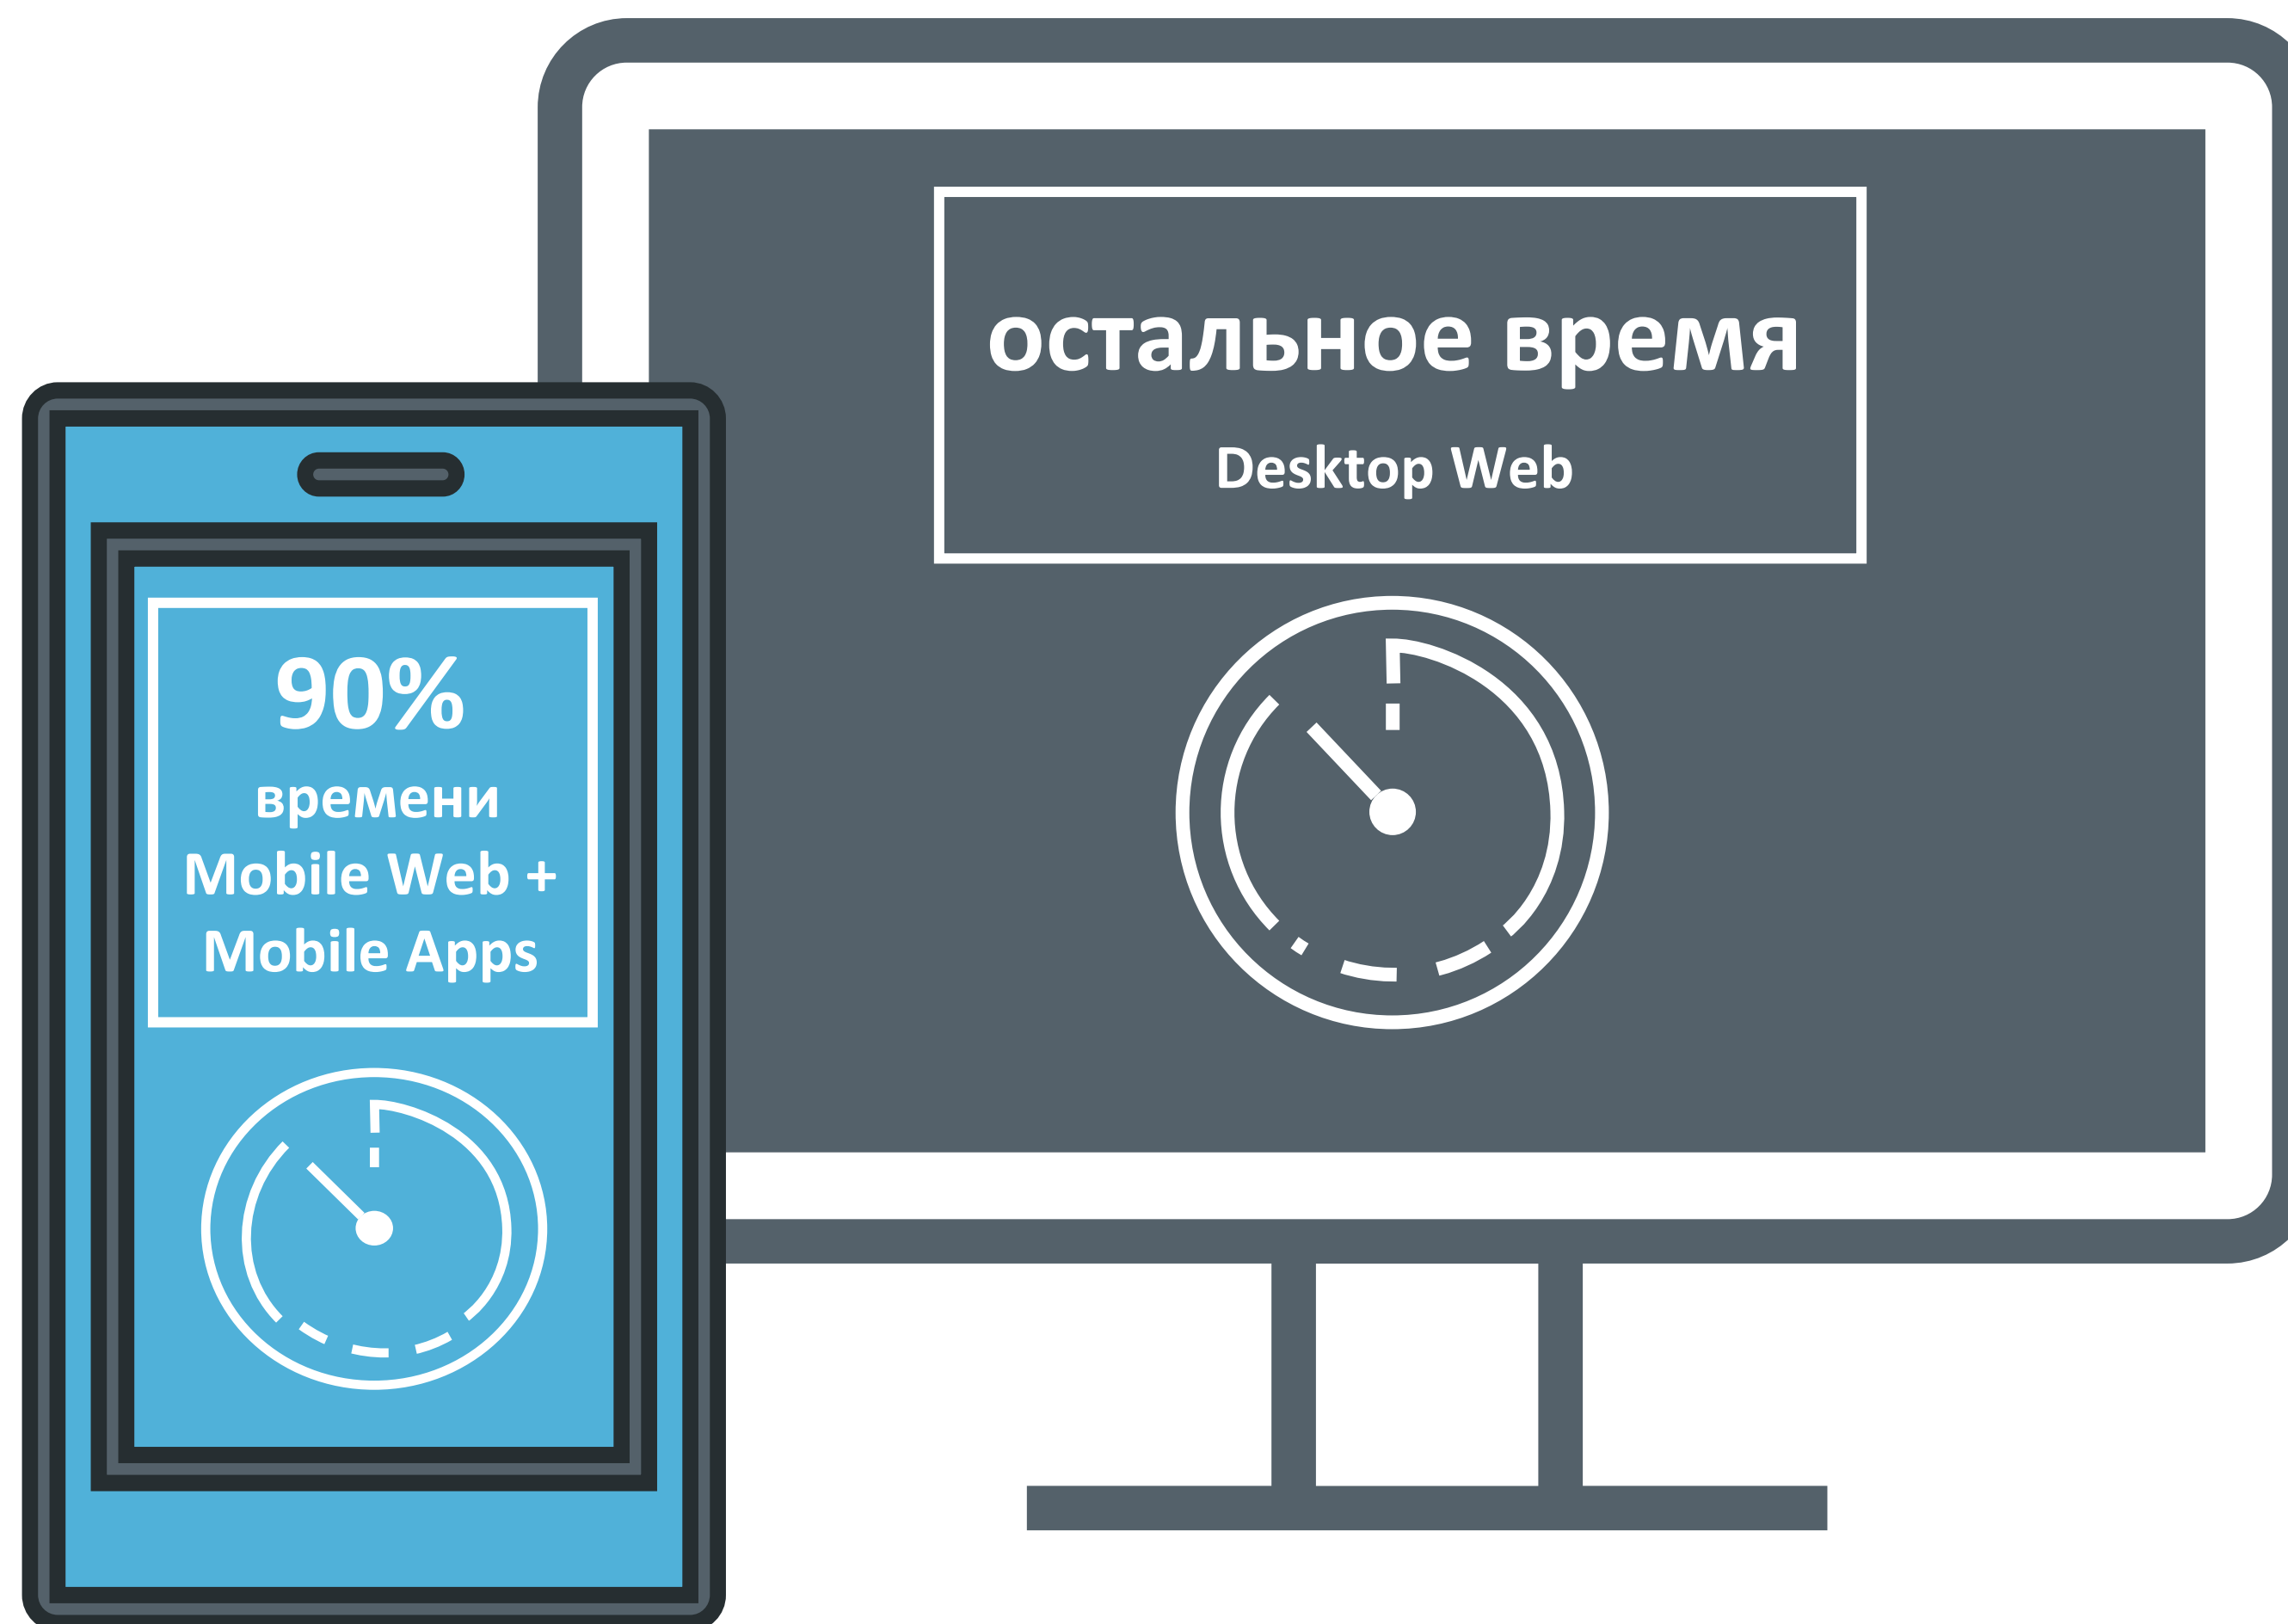 остальное время
Desktop Web
90%
времени
Mobile Web +
Mobile Apps